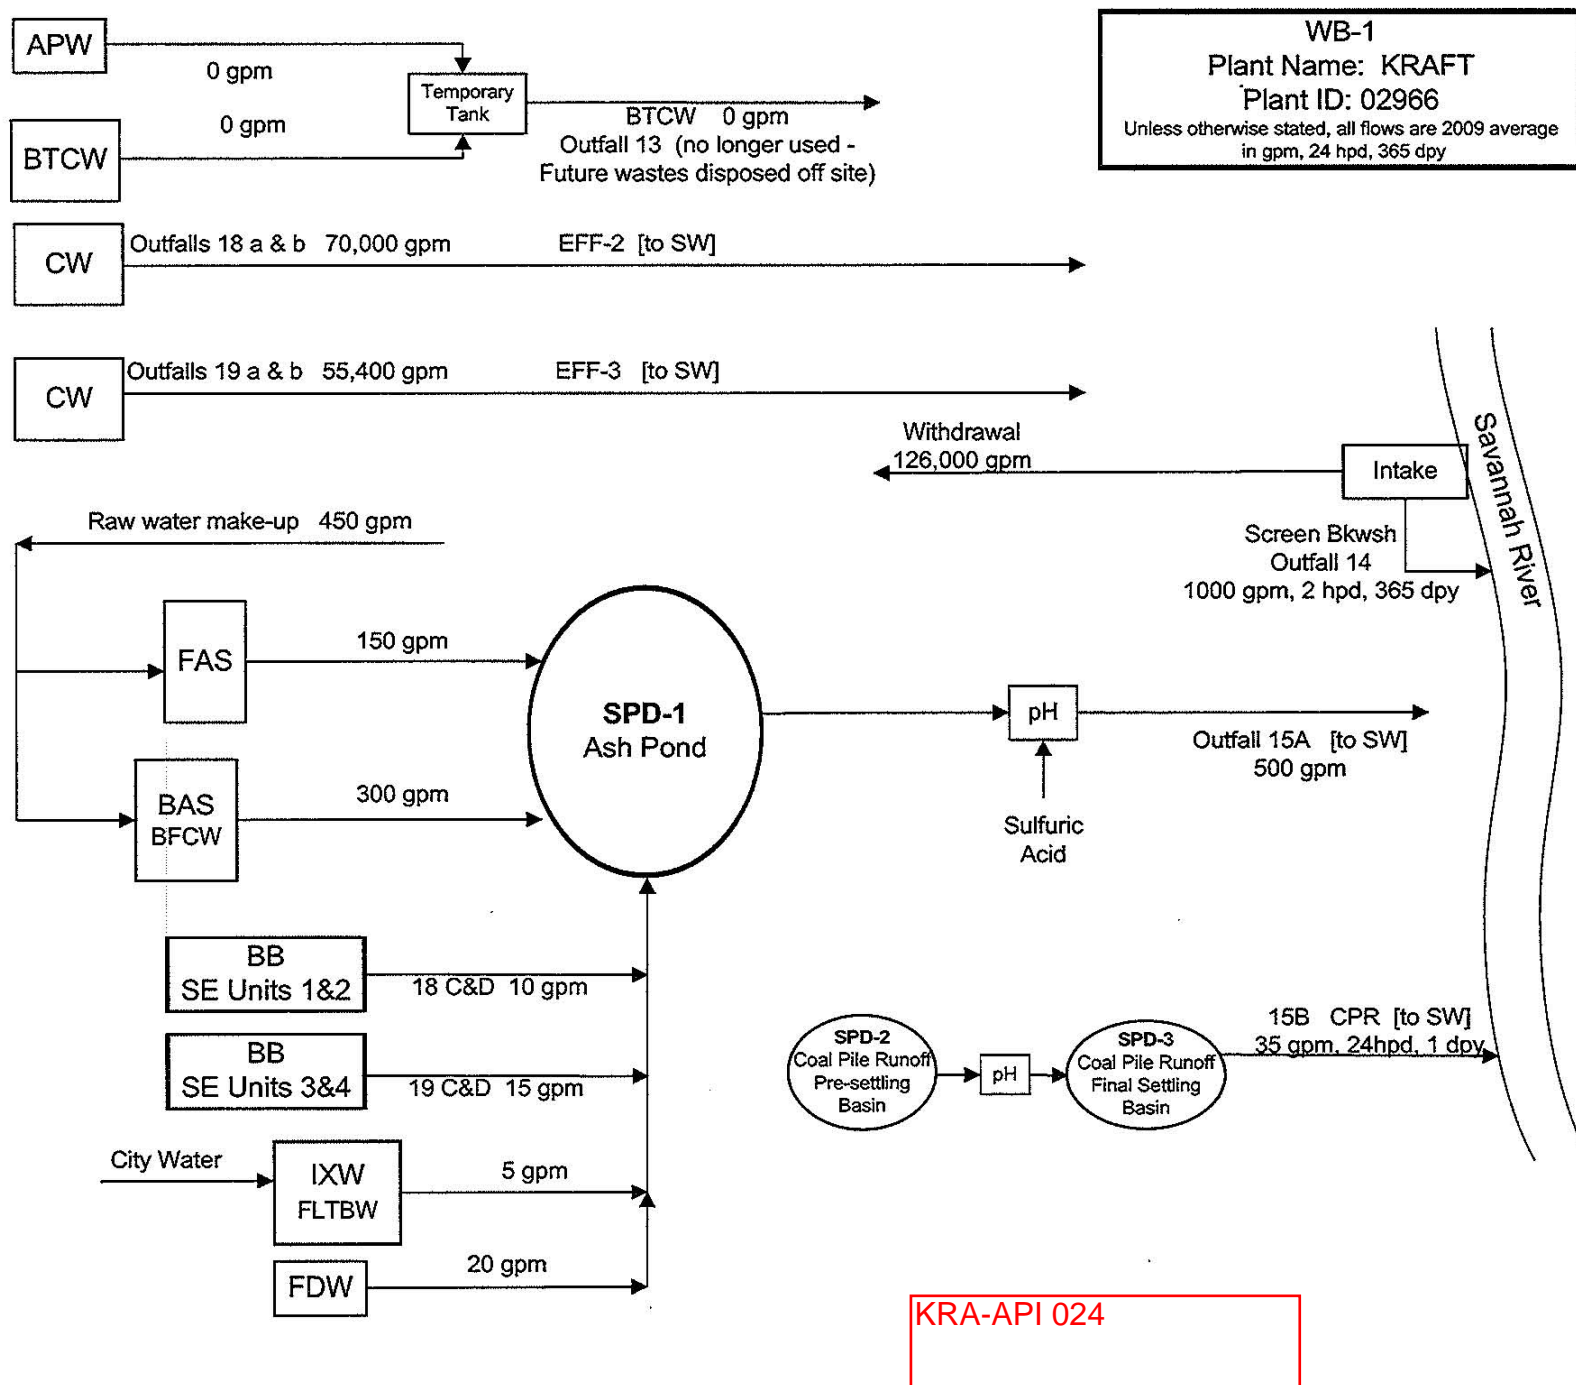 WB-1
Plant Name: KRAFT
Plant ID: 02966
Unless otherwise stated, all flows are 2009 average
in gpm, 24 hpd, 365 dpy
APW
0 gpm
Temporary
Tank
0 gpm
BTCW
BTCW 0 gpm
Outfall 13 (no longer used -
Future wastes disposed off site)
CW
Outfalls 18 a & b 70,000 gpm EFF-2 [to SW]
CW
Outfalls 19 a & b 55,400 gpm EFF-3 [to SW]
Withdrawal
126,000 gpm
Intake
Savannah River
Screen Bkwsh
Outfall 14
1000 gpm, 2 hpd, 365 dpy
Raw water make-up 450 gpm
FAS
150 gpm
SPD-1
Ash Pond
pH
Outfall 15A [to SW]
500 gpm
Sulfuric
Acid
BAS
BFCW
300 gpm
BB
SE Units 1&2
18 C&D 10 gpm
BB
SE Units 3&4
19 C&D 15 gpm
SPD-2
Coal Pile Runoff
Pre-settling
Basin
pH
SPD-3
Coal Pile Runoff
Final Settling
Basin
15B CPR [to SW]
35 gpm, 24hpd, 1 dpy
City Water
IXW
FLTBW
5 gpm
FDW
20 gpm
KRA-API 024